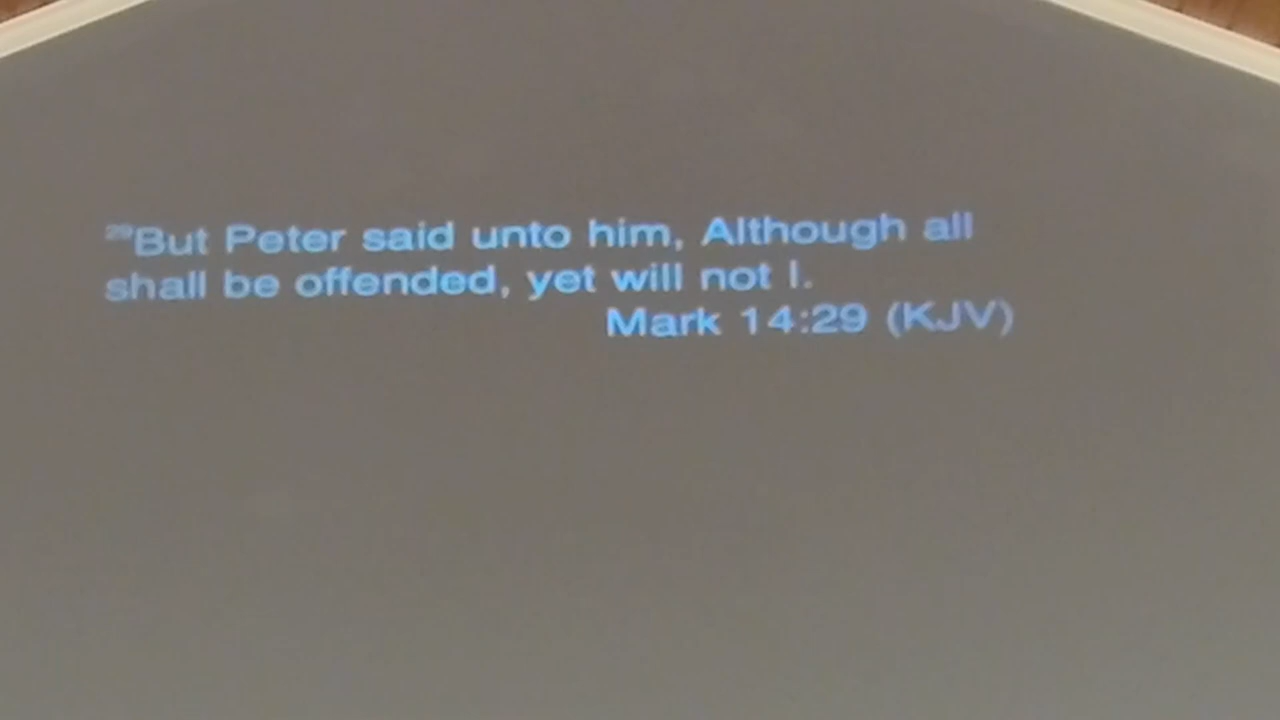 ²⁹But Peter said unto him, Although all
shall be offended, yet will not I.
Mark 14:29 (KJV)